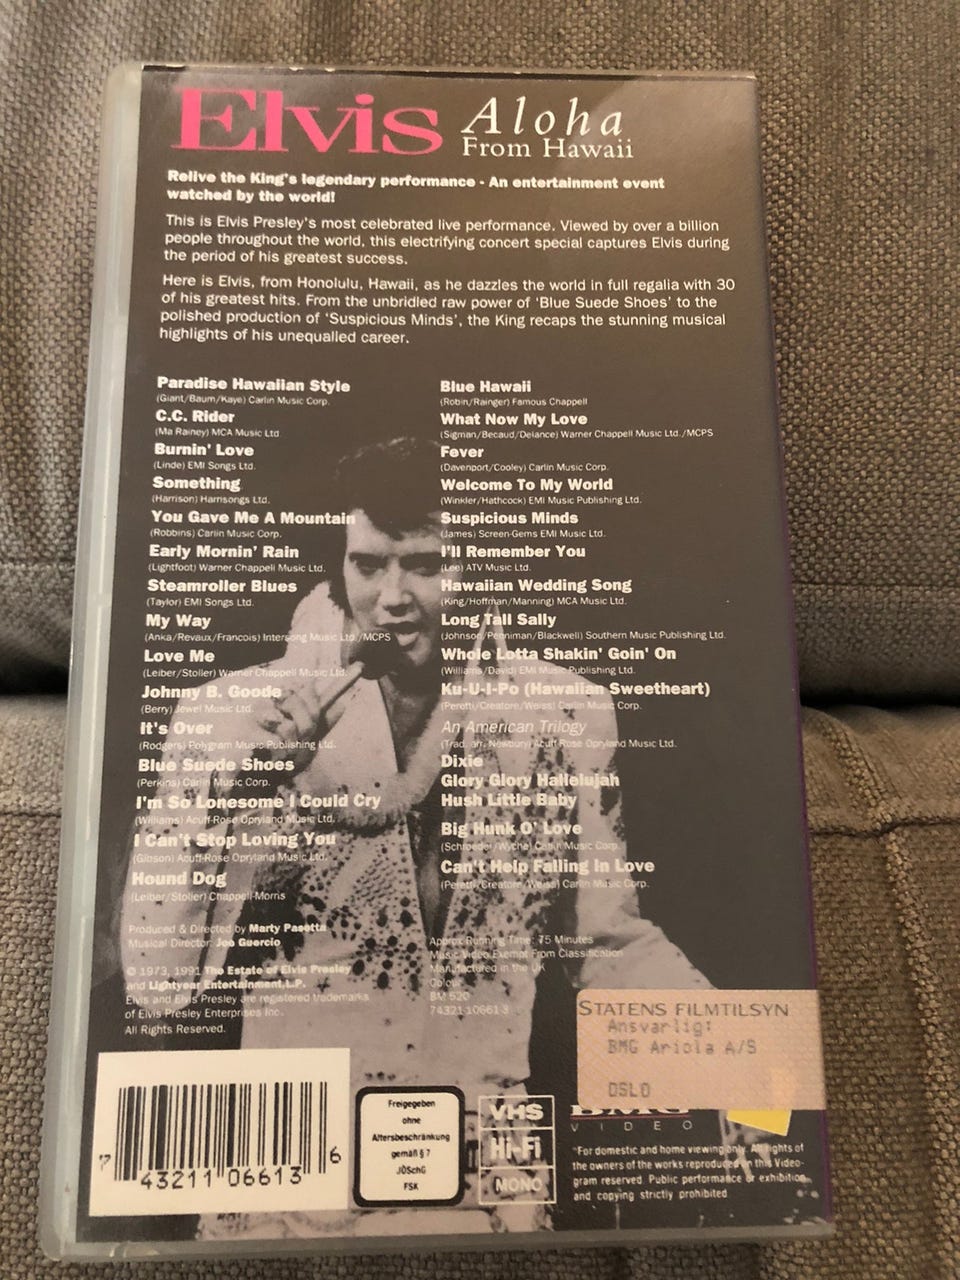 Elvis Aloha
From Hawaii
Relive the King's legendary performance - An entertainment event
watched by the world!
This is Elvis Presley's most celebrated live performance. Viewed by over a billion
people throughout the world, this electrifying concert special captures Elvis during
the period of his greatest success.
Here is Elvis, from Honolulu, Hawaii, as he dazzles the world in full regalia with 30
of his greatest hits. From the unbridled raw power of 'Blue Suede Shoes' to the
polished production of 'Suspicious Minds', the King recaps the stunning musical
highlights of his unequalled career.
Paradise Hawaiian Style
(Giant/Baum/Kaye) Carlin Music Corp.
C.C. Rider
(Ma Rainey) MCA Music Ltd
Burnin' Love
(Linde) EMI Songs Ltd.
Something
(Harrison) Harrisongs Ltd.
You Gave Me A Mountain
(Robbins) Carlin Music Corp.
Early Mornin' Rain
(Lightfoot) Warner Chappell Music Ltd.
Steamroller Blues
(Taylor) EMI Songs Ltd.
My Way
(Anka/Revaux/Francois) Intersong Music Ltd./MCPS
Love Me
(Leiber/Stoller) Warner Chappell Music Ltd.
Johnny B. Goode
(Berry) Jewel Music Ltd.
It's Over
(Rodgers) Polygram Music Publishing Ltd.
Blue Suede Shoes
(Perkins) Carlin Music Corp.
I'm So Lonesome I Could Cry
(Williams) Acuff-Rose Opryland Music Ltd.
I Can't Stop Loving You
(Gibson) Acuff-Rose Opryland Music Ltd.
Hound Dog
(Leiber/Stoller) Chappell-Morris
Blue Hawaii
(Robin/Rainger) Famous Chappell
What Now My Love
(Sigman/Becaud/Delance) Warner Chappell Music Ltd./MCPS
Fever
(Davenport/Cooley) Carlin Music Corp.
Welcome To My World
(Winkler/Hathcock) EMI Music Publishing Ltd.
Suspicious Minds
(James) Screen-Gems EMI Music Ltd.
I'll Remember You
(Lee) ATV Music Ltd.
Hawaiian Wedding Song
(King/Hoffman/Manning) MCA Music Ltd.
Long Tall Sally
(Johnson/Penniman/Blackwell) Southern Music Publishing Ltd.
Whole Lotta Shakin' Goin' On
(Williams/David) EMI Music Publishing Ltd.
Ku-U-I-Po (Hawaiian Sweetheart)
(Peretti/Creatore/Weiss) Carlin Music Corp.
An American Trilogy
(Trad. arr. Newbury) Acuff Rose Opryland Music Ltd.
Dixie
Glory Glory Hallelujah
Hush Little Baby
Big Hunk O' Love
(Schroeder/Wyche) Carlin Music Corp.
Can't Help Falling In Love
(Peretti/Creatore/Weiss) Carlin Music Corp.
Produced & Directed by Marty Pasetta
Musical Director: Joe Guercio
© 1973, 1991 The Estate of Elvis Presley
and Lightyear Entertainment,L.P.
Elvis and Elvis Presley are registered trademarks
of Elvis Presley Enterprises Inc.
All Rights Reserved.
Approx Running Time: 75 Minutes
Music Video Exempt From Classification
Manufactured in the UK
Colour
BM 520
74321 10661 3
STATENS FILMTILSYN
Ansvarlig:
BMG Ariola A/S
OSLO
BMG
VIDEO
7 43211 06613 6
Freigegeben
ohne
Altersbeschränkung
gemäß § 7
JÖSchG
FSK
VHS
Hi-Fi
MONO
"For domestic and home viewing only. All rights of
the owners of the works reproduced on this Video-
gram reserved. Public performance or exhibition
and copying strictly prohibited.